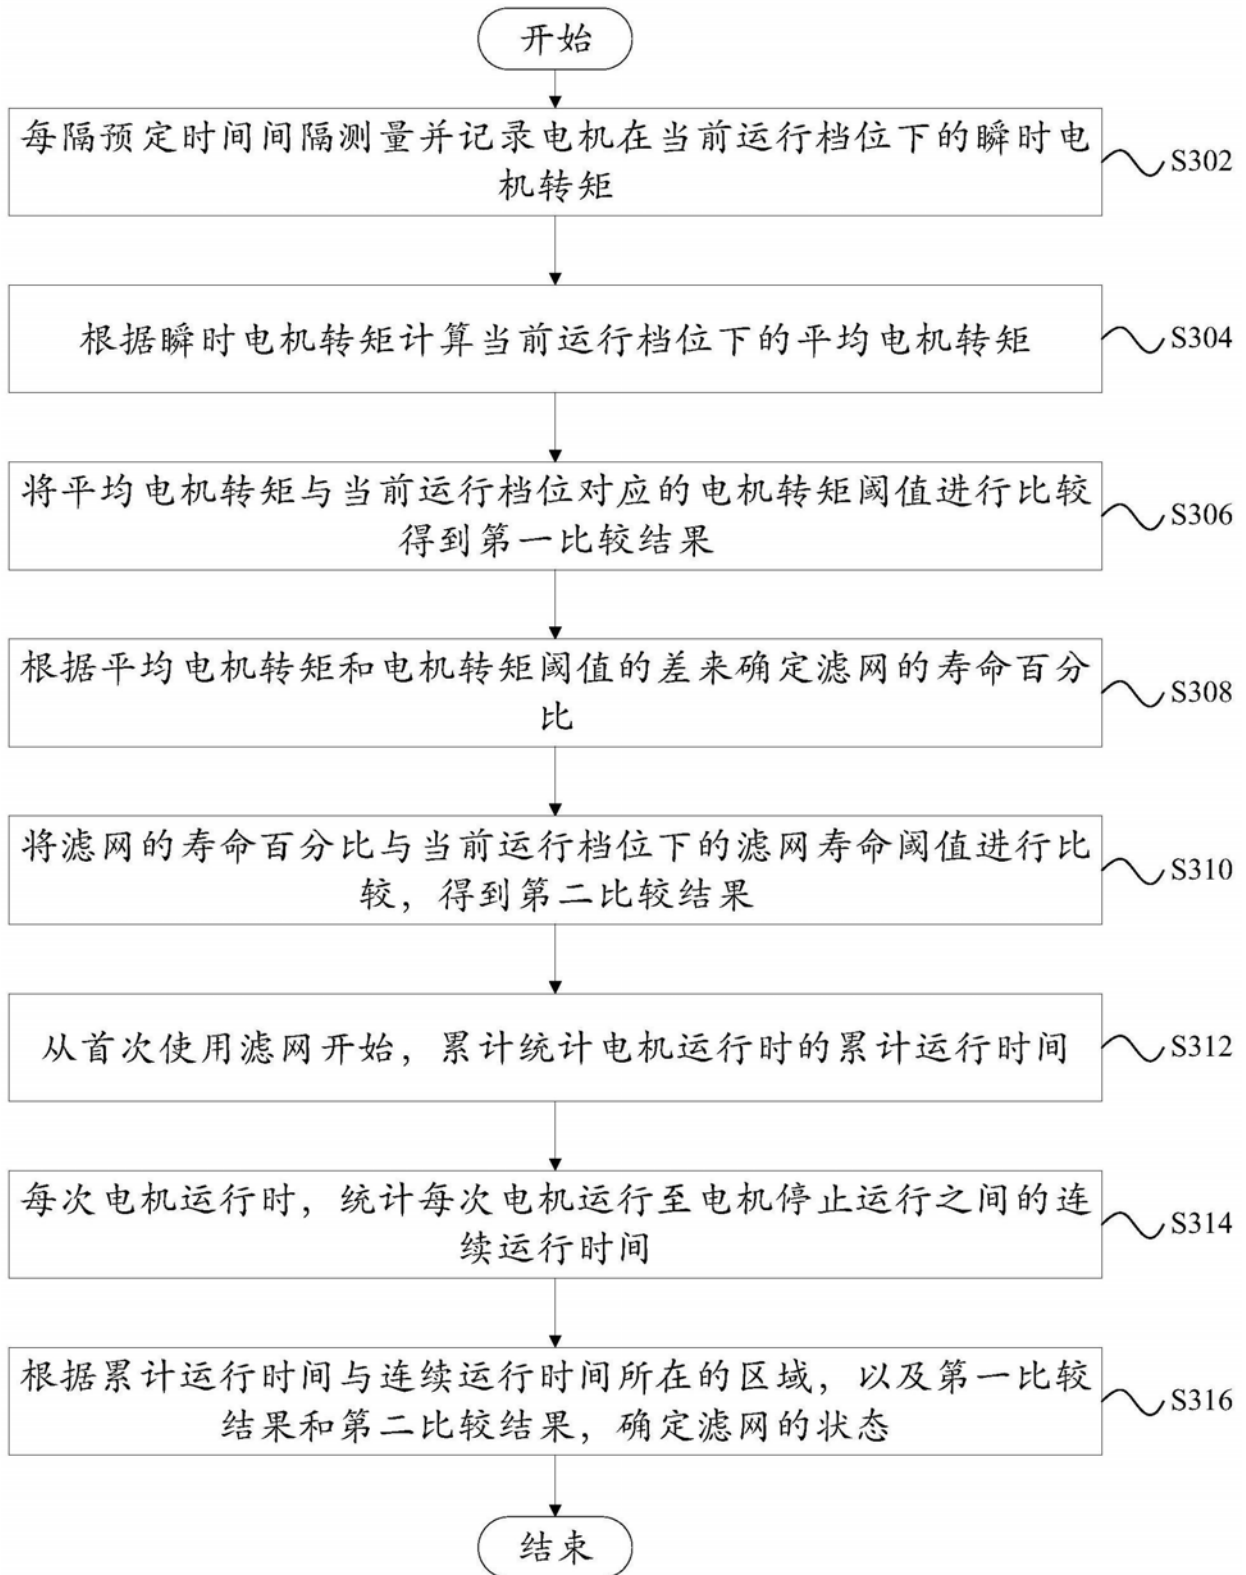 开始
每隔预定时间间隔测量并记录电机在当前运行档位下的瞬时电
机转矩
S302
根据瞬时电机转矩计算当前运行档位下的平均电机转矩
S304
将平均电机转矩与当前运行档位对应的电机转矩阈值进行比较
得到第一比较结果
S306
根据平均电机转矩和电机转矩阈值的差来确定滤网的寿命百分
比
S308
将滤网的寿命百分比与当前运行档位下的滤网寿命阈值进行比
较，得到第二比较结果
S310
从首次使用滤网开始，累计统计电机运行时的累计运行时间
S312
每次电机运行时，统计每次电机运行至电机停止运行之间的连
续运行时间
S314
根据累计运行时间与连续运行时间所在的区域，以及第一比较
结果和第二比较结果，确定滤网的状态
S316
结束